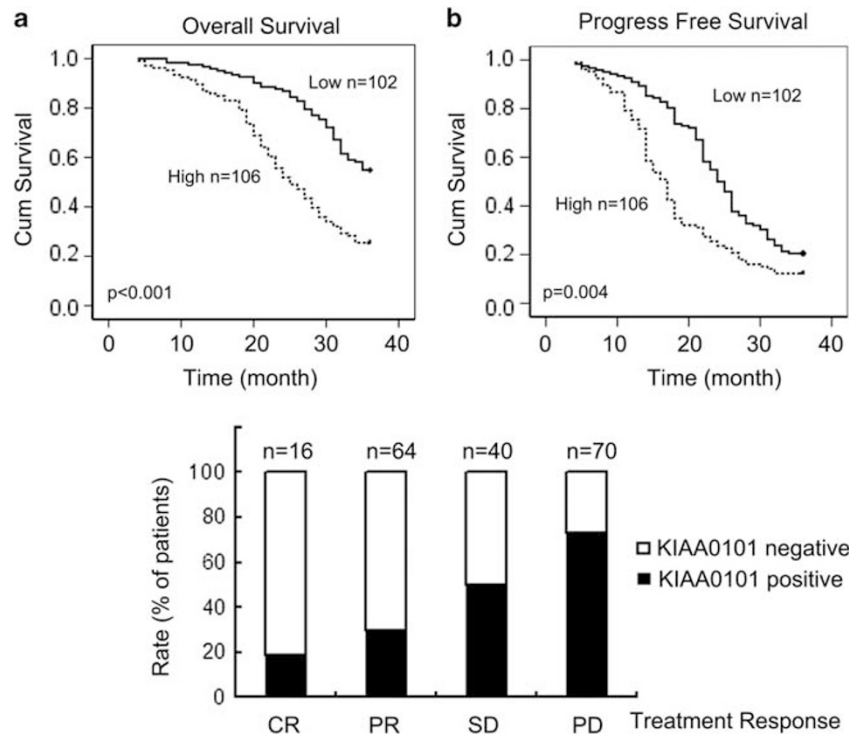 a
Overall Survival
Cum Survival
1.0
0.8
0.6
0.4
0.2
0.0
Low n=102
High n=106
p<0.001
0 10 20 30 40
Time (month)
b
Progress Free Survival
Cum Survival
1.0
0.8
0.6
0.4
0.2
0.0
Low n=102
High n=106
p=0.004
0 10 20 30 40
Time (month)
Rate (% of patients)
100
80
60
40
20
0
n=16 n=64 n=40 n=70
KIAA0101 negative
KIAA0101 positive
CR PR SD PD Treatment Response